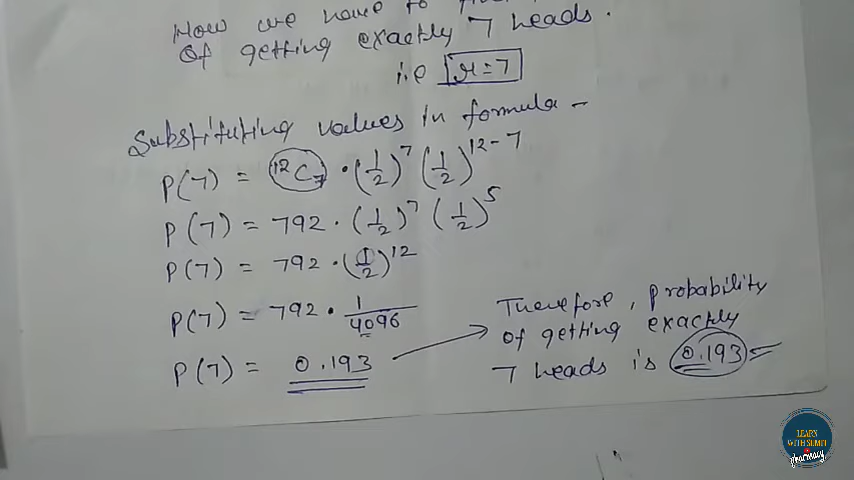 Now we have to
of getting exactly 7 heads.
i.e r=7
Substituting values in formula -
P(7) = ¹²C₇ · (1/2)⁷ (1/2)¹²⁻⁷
P(7) = 792 · (1/2)⁷ (1/2)⁵
P(7) = 792 · (1/2)¹²
P(7) = 792 · 1/4096
P(7) = 0.193
Therefore, probability
of getting exactly
7 heads is 0.193
LEARN
WITH SUMIT
pharmacy